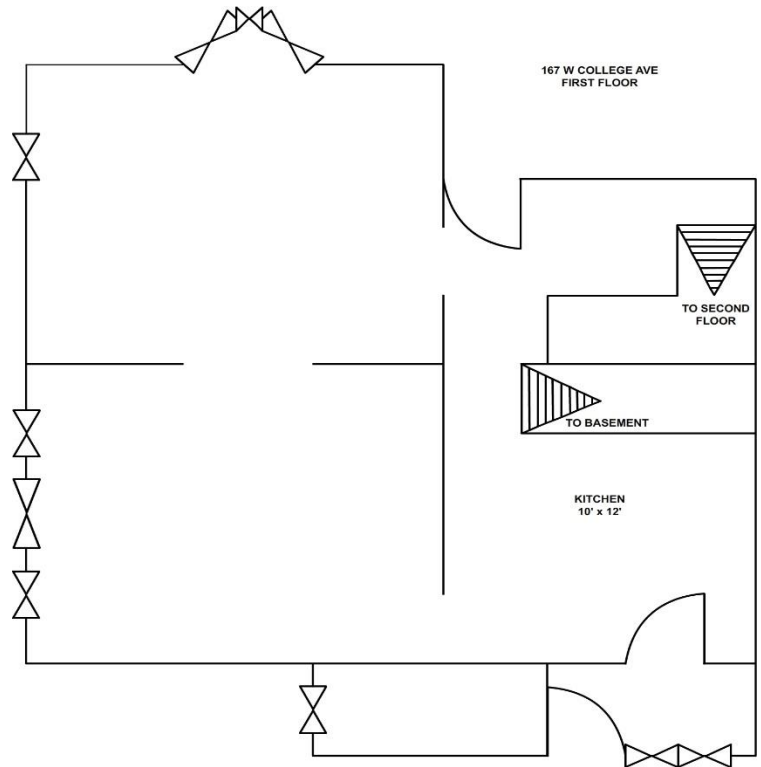 167 W COLLEGE AVE
FIRST FLOOR
TO SECOND
FLOOR
TO BASEMENT
KITCHEN
10' x 12'